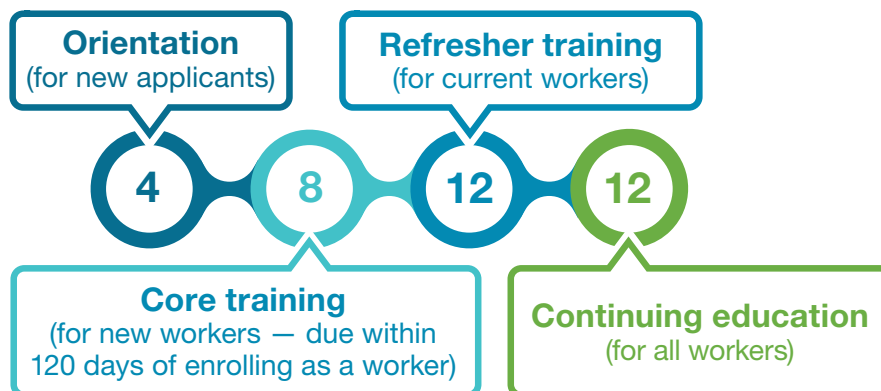 Orientation
(for new applicants)
Refresher training
(for current workers)
4
8
12
12
Core training
(for new workers — due within
120 days of enrolling as a worker)
Continuing education
(for all workers)